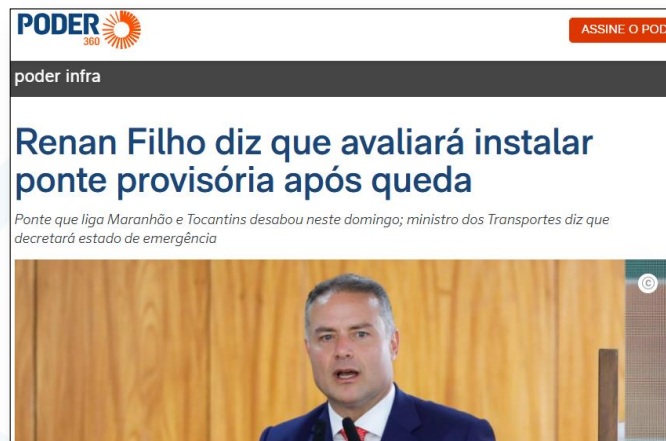 PODER
360
ASSINE O POD
poder infra
Renan Filho diz que avaliará instalar
ponte provisória após queda
Ponte que liga Maranhão e Tocantins desabou neste domingo; ministro dos Transportes diz que
decretará estado de emergência
©